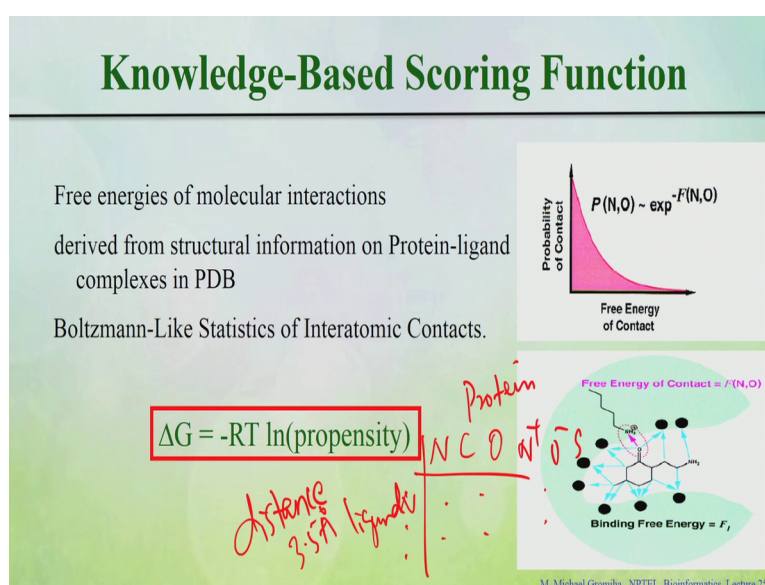 Knowledge-Based Scoring Function
Free energies of molecular interactions
derived from structural information on Protein-ligand
complexes in PDB
Boltzmann-Like Statistics of Interatomic Contacts.
Probability
of Contact
P(N,O) ~ exp^-F(N,O)
Free Energy
of Contact
ΔG = -RT ln(propensity)
Protein
N C O N⁺ O⁻ S
distance
3.5Å
ligands
Free Energy of Contact = F(N,O)
NH₃
⊕
O
NH₂
Binding Free Energy = F
M. Michael Gromiha, NPTEL, Bioinformatics, Lecture